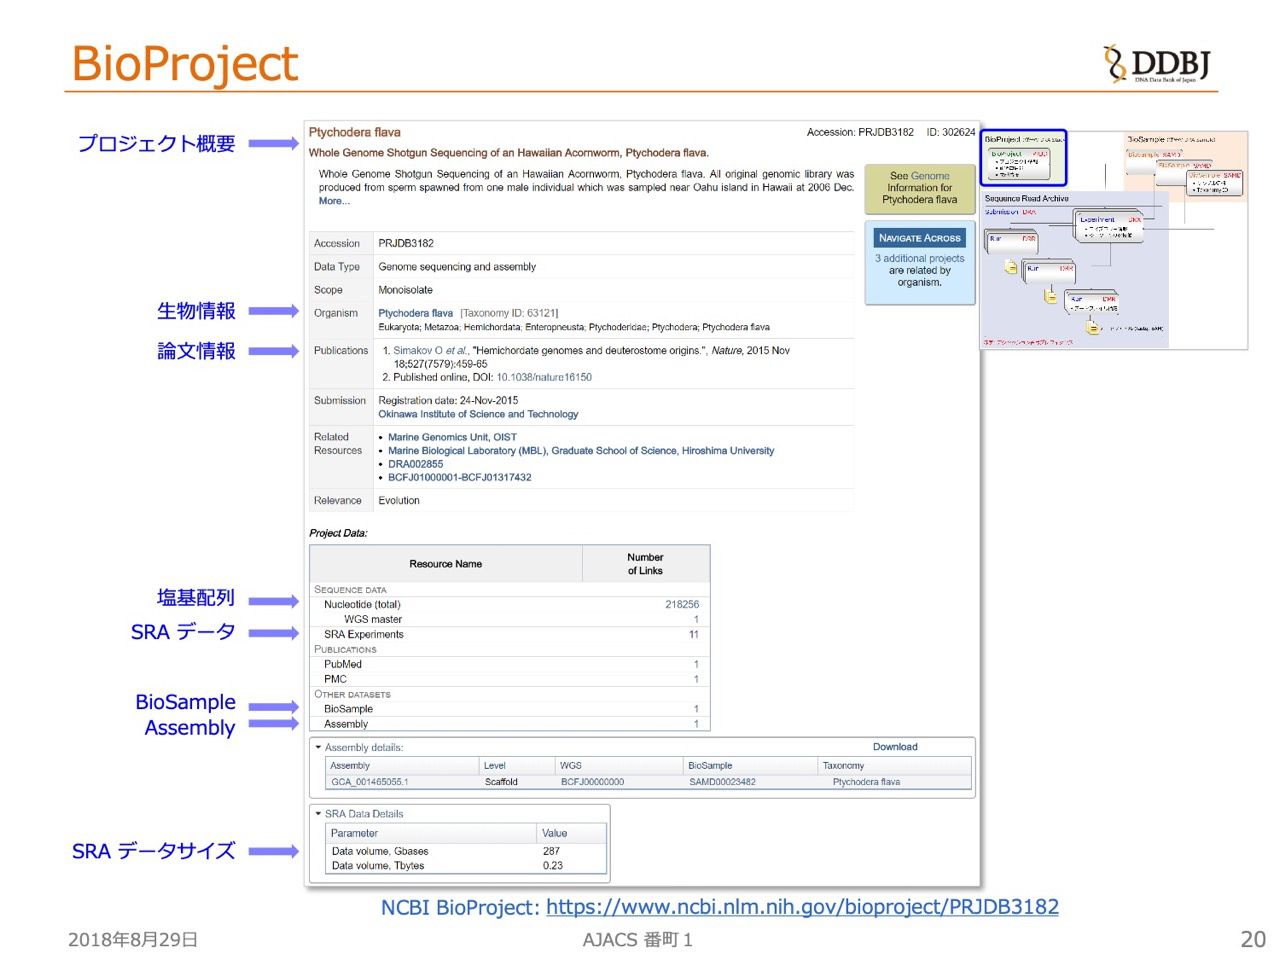 BioProject
DDBJ
DNA Data Bank of Japan
プロジェクト概要
Ptychodera flava
Accession: PRJDB3182 ID: 302624
Whole Genome Shotgun Sequencing of an Hawaiian Acornworm, Ptychodera flava.
Whole Genome Shotgun Sequencing of an Hawaiian Acornworm, Ptychodera flava. All original genomic library was
produced from sperm spawned from one male individual which was sampled near Oahu island in Hawaii at 2006 Dec.
More...
See Genome
Information for
Ptychodera flava
NAVIGATE ACROSS
3 additional projects
are related by
organism.
Accession PRJDB3182
Data Type Genome sequencing and assembly
Scope Monoisolate
生物情報
Organism Ptychodera flava [Taxonomy ID: 63121]
Eukaryota; Metazoa; Hemichordata; Enteropneusta; Ptychoderidae; Ptychodera; Ptychodera flava
論文情報
Publications 1. Simakov O et al., "Hemichordate genomes and deuterostome origins.", Nature, 2015 Nov
18;527(7579):459-65
2. Published online, DOI: 10.1038/nature16150
Submission Registration date: 24-Nov-2015
Okinawa Institute of Science and Technology
Related
Resources
• Marine Genomics Unit, OIST
• Marine Biological Laboratory (MBL), Graduate School of Science, Hiroshima University
• DRA002855
• BCFJ01000001-BCFJ01317432
Relevance Evolution
BioProject
BioProject PRJD
BioSample
BioSample SAMD
BioSample SAMD
BioSample SAMD
• Taxonomy ID
Sequence Read Archive
Submission DRA
Experiment DRX
Run DRR
Run DRR
Run DRR
Project Data:
Resource Name
Number
of Links
SEQUENCE DATA
塩基配列
Nucleotide (total) 218256
WGS master 1
SRA データ
SRA Experiments 11
PUBLICATIONS
PubMed 1
PMC 1
OTHER DATASETS
BioSample
BioSample 1
Assembly
Assembly 1
Assembly details:
Download
Assembly Level WGS BioSample Taxonomy
GCA_001465055.1 Scaffold BCFJ00000000 SAMD00023482 Ptychodera flava
SRA Data Details
Parameter Value
SRA データサイズ
Data volume, Gbases 287
Data volume, Tbytes 0.23
NCBI BioProject: https://www.ncbi.nlm.nih.gov/bioproject/PRJDB3182
2018年8月29日
AJACS 番町 1
20